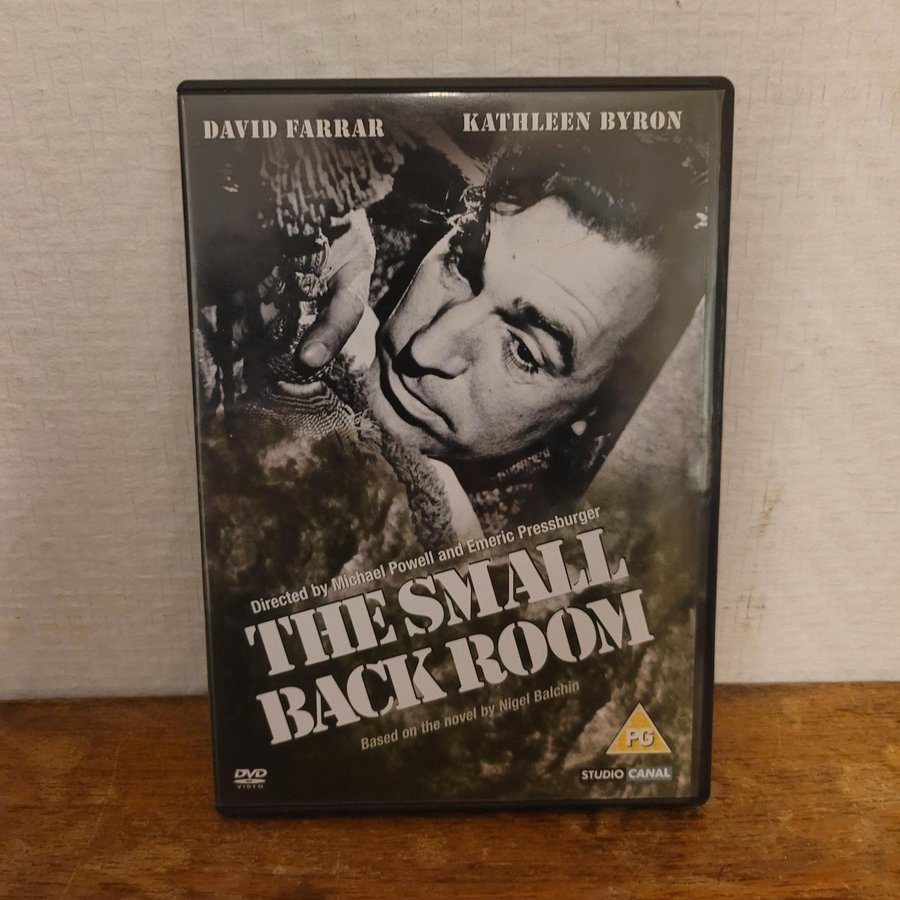 DAVID FARRAR
KATHLEEN BYRON
Directed by Michael Powell and Emeric Pressburger
THE SMALL
BACK ROOM
Based on the novel by Nigel Balchin
PG
DVD
VIDEO
STUDIO CANAL